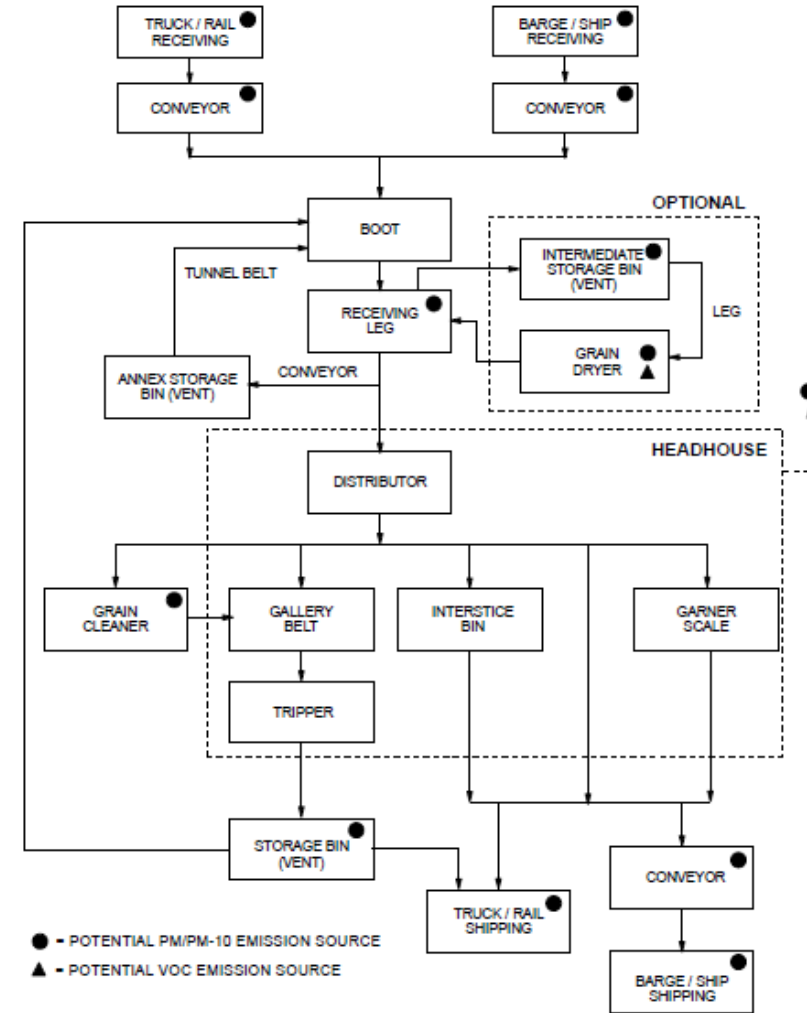 TRUCK / RAIL
RECEIVING
BARGE / SHIP
RECEIVING
CONVEYOR
CONVEYOR
OPTIONAL
BOOT
INTERMEDIATE
STORAGE BIN
(VENT)
TUNNEL BELT
RECEIVING
LEG
LEG
GRAIN
DRYER
ANNEX STORAGE
BIN (VENT)
CONVEYOR
HEADHOUSE
DISTRIBUTOR
GRAIN
CLEANER
GALLERY
BELT
INTERSTICE
BIN
GARNER
SCALE
TRIPPER
STORAGE BIN
(VENT)
CONVEYOR
TRUCK / RAIL
SHIPPING
● - POTENTIAL PM/PM-10 EMISSION SOURCE
▲ - POTENTIAL VOC EMISSION SOURCE
BARGE / SHIP
SHIPPING